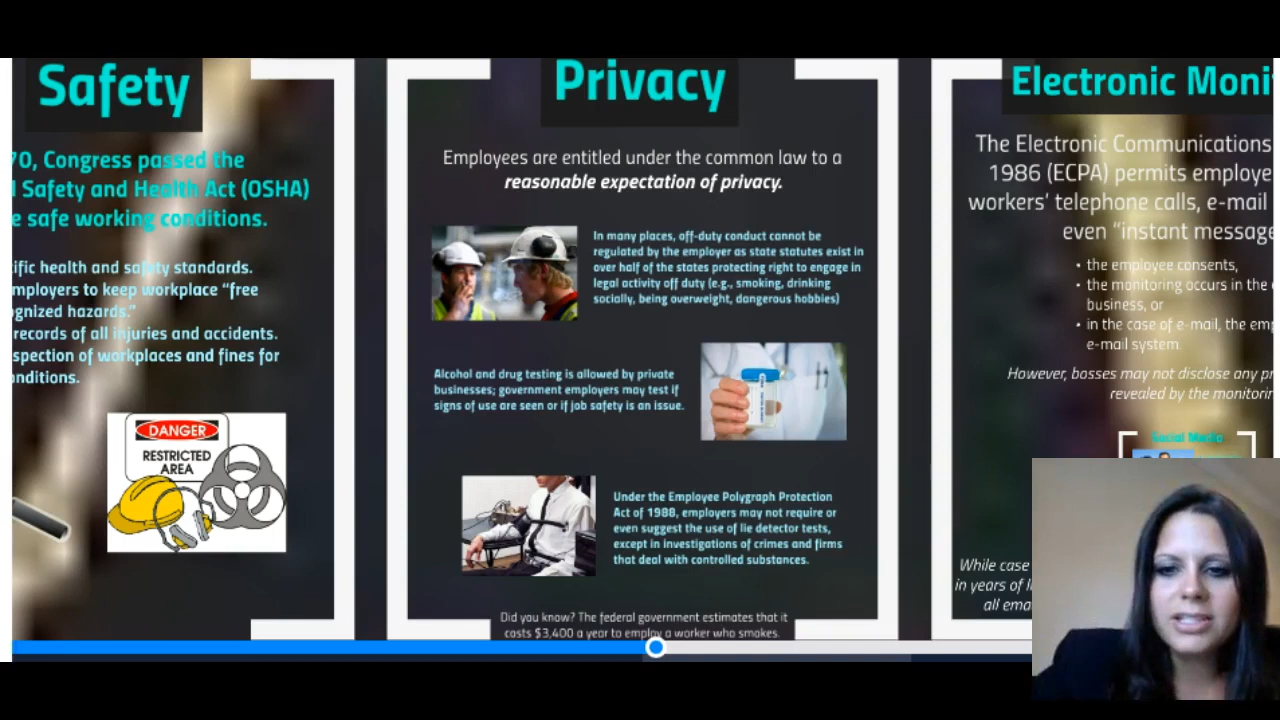 Safety
70, Congress passed the
Safety and Health Act (OSHA)
e safe working conditions.
ific health and safety standards.
mployers to keep workplace “free
ognized hazards.”
records of all injuries and accidents.
spection of workplaces and fines for
onditions.
DANGER
RESTRICTED
AREA
Privacy
Employees are entitled under the common law to a
reasonable expectation of privacy.
In many places, off-duty conduct cannot be
regulated by the employer as state statutes exist in
over half of the states protecting right to engage in
legal activity off duty (e.g., smoking, drinking
socially, being overweight, dangerous hobbies)
Alcohol and drug testing is allowed by private
businesses; government employers may test if
signs of use are seen or if job safety is an issue.
Under the Employee Polygraph Protection
Act of 1988, employers may not require or
even suggest the use of lie detector tests,
except in investigations of crimes and firms
that deal with controlled substances.
Did you know? The federal government estimates that it
costs $3,400 a year to employ a worker who smokes.
Electronic Moni
The Electronic Communications
1986 (ECPA) permits employe
workers’ telephone calls, e-mail
even “instant message
• the employee consents,
• the monitoring occurs in the
business, or
• in the case of e-mail, the emp
e-mail system.
However, bosses may not disclose any pr
revealed by the monitorin
Social Media
While case
in years of li
all ema